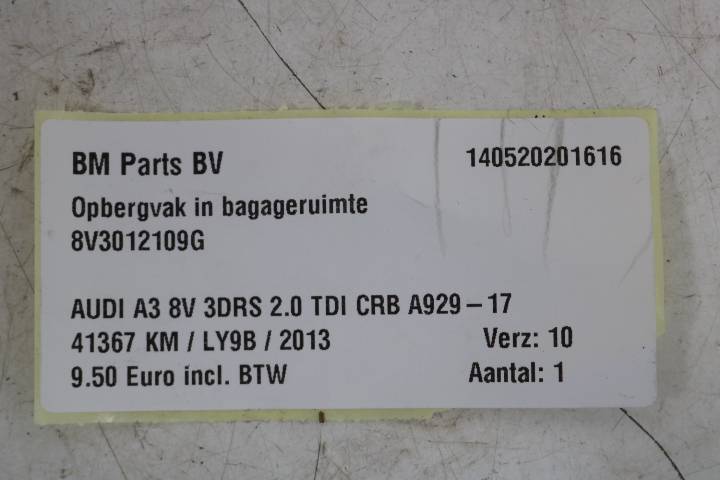 BM Parts BV 140520201616
Opbergvak in bagageruimte
8V3012109G
AUDI A3 8V 3DRS 2.0 TDI CRB A929-17
41367 KM / LY9B / 2013 Verz: 10
9.50 Euro incl. BTW Aantal: 1